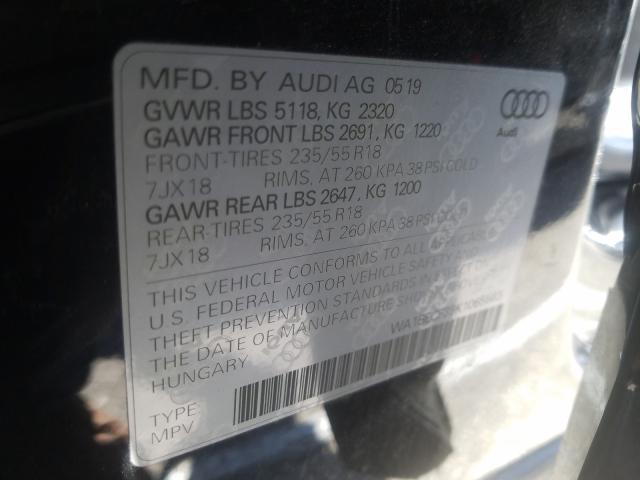 MFD. BY AUDI AG 0519
GVWR LBS 5118, KG 2320
GAWR FRONT LBS 2691, KG 1220
FRONT-TIRES 235/55 R18
7JX18 RIMS, AT 260 KPA 38 PSI COLD
GAWR REAR LBS 2647, KG 1200
REAR-TIRES 235/55 R18
7JX18 RIMS, AT 260 KPA 38 PSI COLD
THIS VEHICLE CONFORMS TO ALL APPLICABLE
U. S. FEDERAL MOTOR VEHICLE SAFETY AND
THEFT PREVENTION STANDARDS IN EFFECT ON
THE DATE OF MANUFACTURE SHOWN ABOVE
HUNGARY
TYPE
MPV
Audi